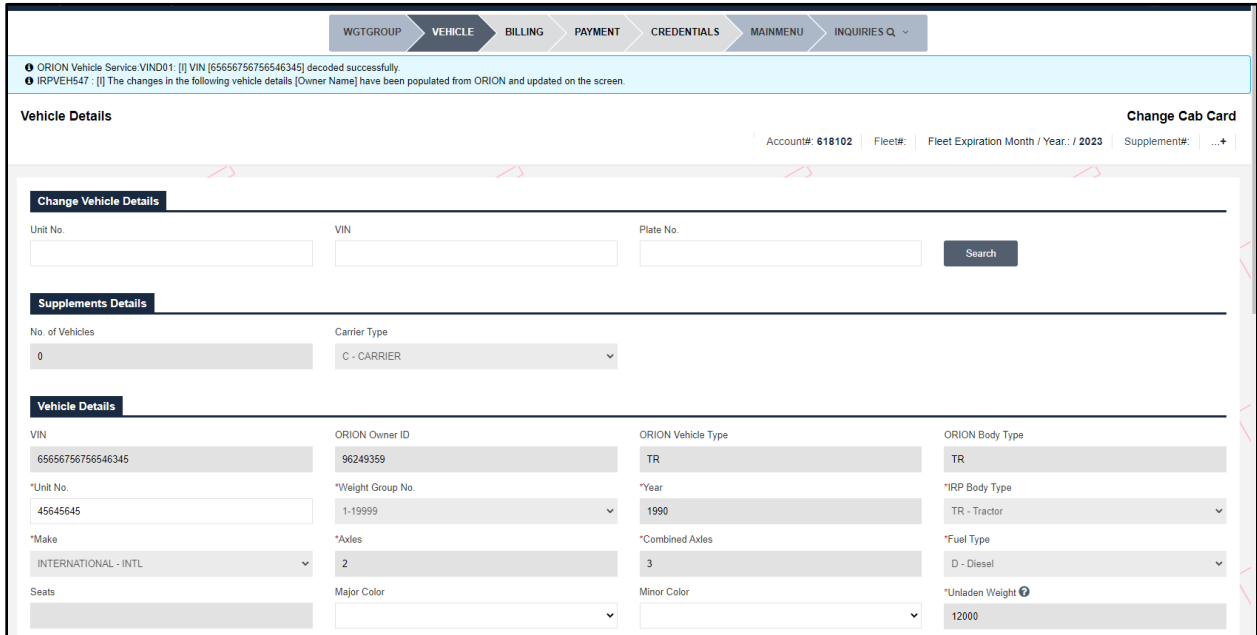 WGTGROUP VEHICLE BILLING PAYMENT CREDENTIALS MAINMENU INQUIRIES
ORION Vehicle Service:VIND01: [I] VIN [65656756756546345] decoded successfully.
IRPVEH547 : [I] The changes in the following vehicle details [Owner Name] have been populated from ORION and updated on the screen.
Vehicle Details Change Cab Card
Account#: 618102 Fleet#: Fleet Expiration Month / Year.: / 2023 Supplement#: ...+
Change Vehicle Details
Unit No. VIN Plate No.
Search
Supplements Details
No. of Vehicles Carrier Type
0 C - CARRIER
Vehicle Details
VIN ORION Owner ID ORION Vehicle Type ORION Body Type
65656756756546345 96249359 TR TR
*Unit No. *Weight Group No. *Year *IRP Body Type
45645645 1-19999 1990 TR - Tractor
*Make *Axles *Combined Axles *Fuel Type
INTERNATIONAL - INTL 2 3 D - Diesel
Seats Major Color Minor Color *Unladen Weight ?
12000